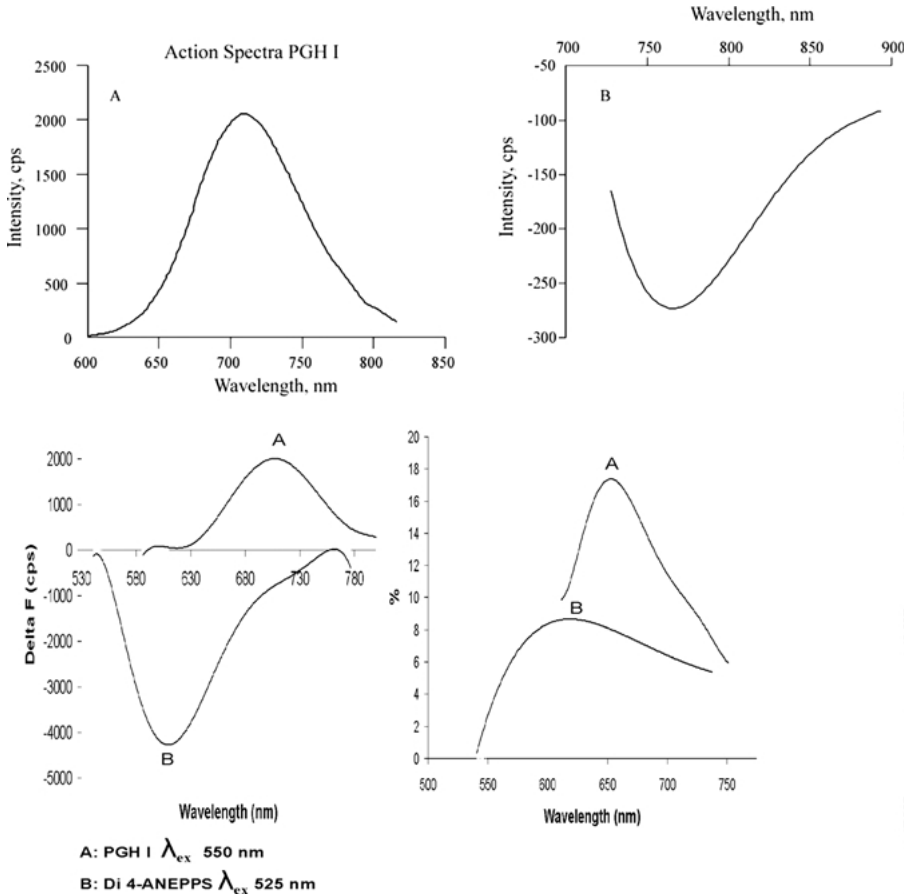 Action Spectra PGH I
A
2500
2000
1500
1000
500
0
Intensity, cps
600 650 700 750 800 850
Wavelength, nm
Wavelength, nm
700 750 800 850 900
B
-50
-100
-150
-200
-250
-300
Intensity, cps
A
2000
1000
0
-1000
-2000
-3000
-4000
-5000
530 580 630 680 730 780
Delta F (cps)
B
Wavelength (nm)
20
18
16
14
12
10
8
6
4
2
0
%
A
B
500 550 600 650 700 750
Wavelength (nm)
A: PGH I λex 550 nm
B: Di 4-ANEPPS λex 525 nm